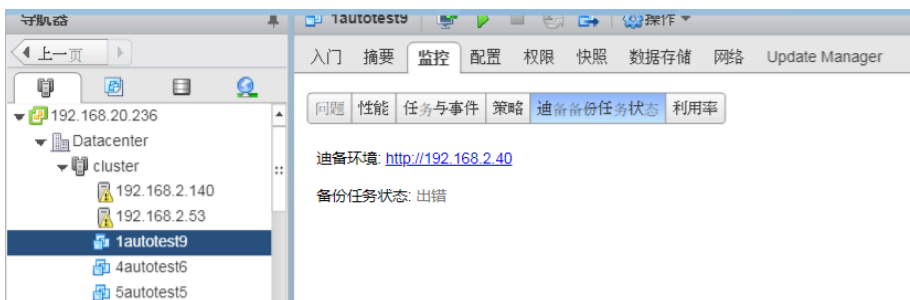 导航器
1autotest9 操作
上一页
入门 摘要 监控 配置 权限 快照 数据存储 网络 Update Manager
问题 性能 任务与事件 策略 迪备备份任务状态 利用率
192.168.20.236
Datacenter
cluster
192.168.2.140
192.168.2.53
1autotest9
4autotest6
5autotest5
迪备环境: http://192.168.2.40
备份任务状态: 出错